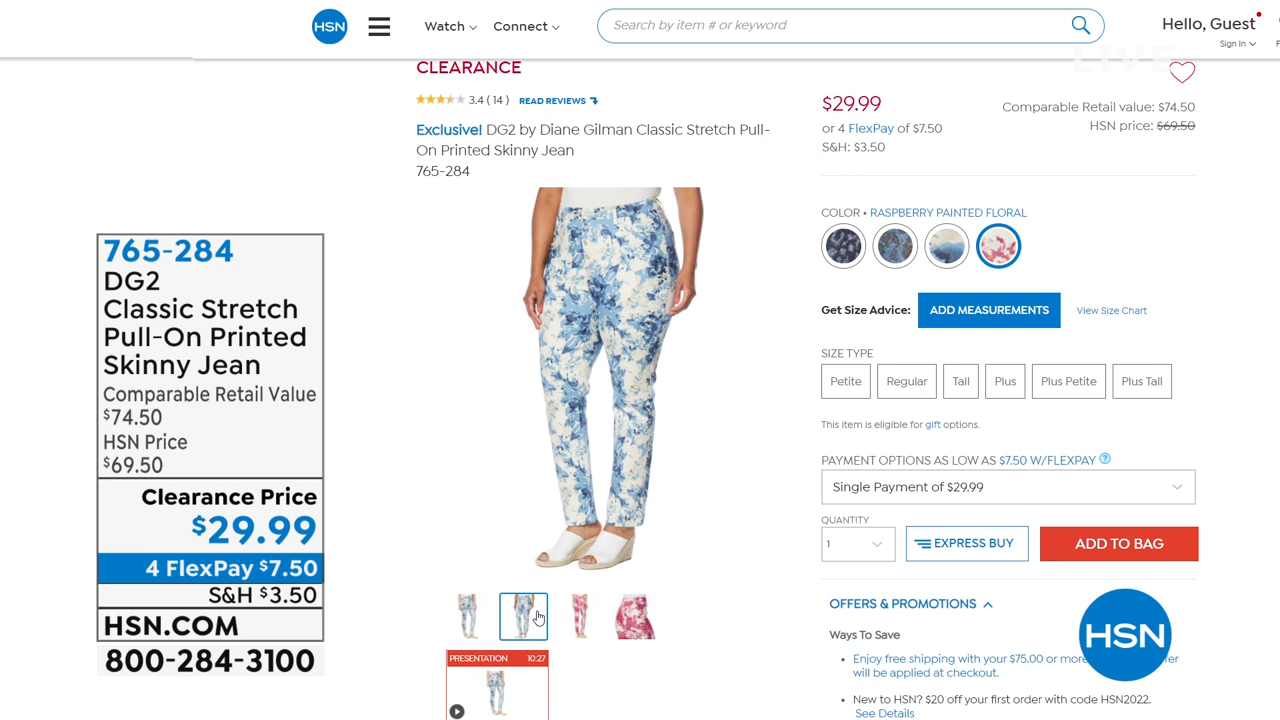 HSN
Watch
Connect
Search by item # or keyword
Hello, Guest
Sign In
LIVE
CLEARANCE
3.4 ( 14 ) READ REVIEWS
Exclusive! DG2 by Diane Gilman Classic Stretch Pull-
On Printed Skinny Jean
765-284
$29.99
or 4 FlexPay of $7.50
S&H: $3.50
Comparable Retail value: $74.50
HSN price: $69.50
COLOR • RASPBERRY PAINTED FLORAL
Get Size Advice: ADD MEASUREMENTS View Size Chart
SIZE TYPE
Petite Regular Tall Plus Plus Petite Plus Tall
This item is eligible for gift options.
PAYMENT OPTIONS AS LOW AS $7.50 W/FLEXPAY ?
Single Payment of $29.99
QUANTITY
1 EXPRESS BUY ADD TO BAG
OFFERS & PROMOTIONS
Ways To Save
• Enjoy free shipping with your $75.00 or more
will be applied at checkout.
• New to HSN? $20 off your first order with code HSN2022.
See Details
HSN
PRESENTATION 10:27
765-284
DG2
Classic Stretch
Pull-On Printed
Skinny Jean
Comparable Retail Value
$74.50
HSN Price
$69.50
Clearance Price
$29.99
4 FlexPay $7.50
S&H $3.50
HSN.COM
800-284-3100